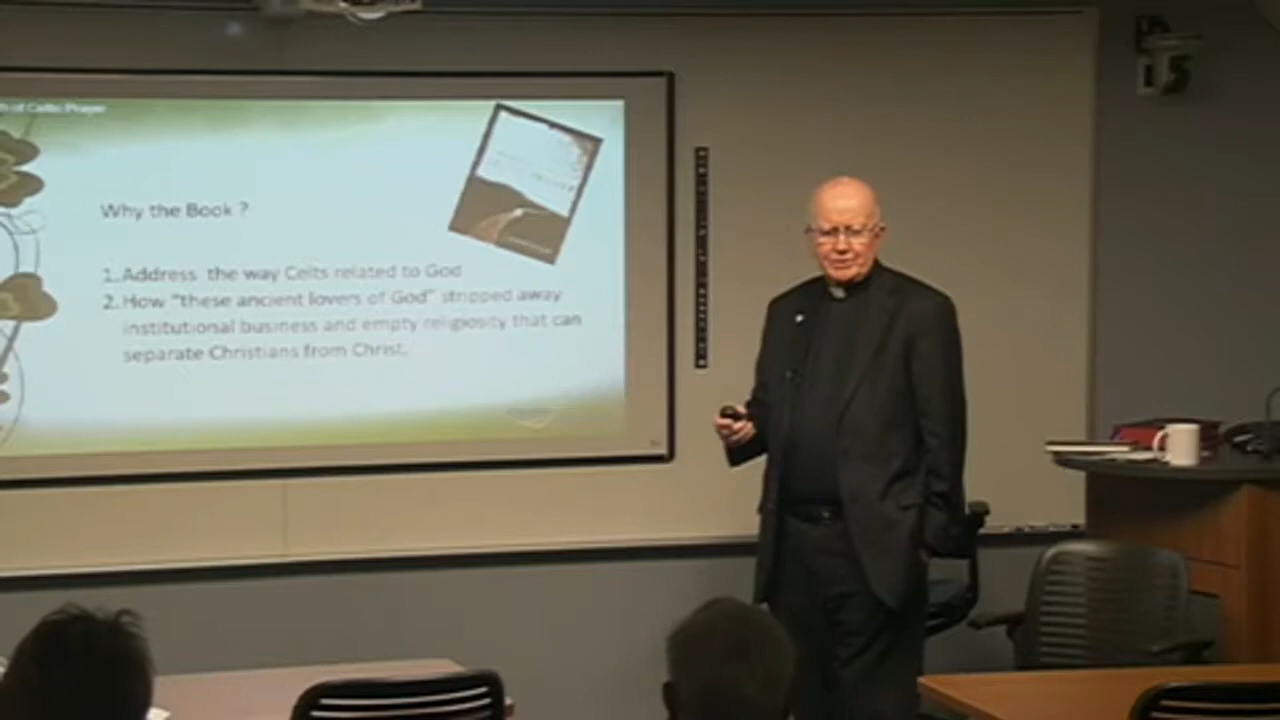 of Celtic Prayer
Why the Book ?
1.Address the way Celts related to God
2.How "these ancient lovers of God" stripped away
institutional business and empty religiosity that can
separate Christians from Christ.